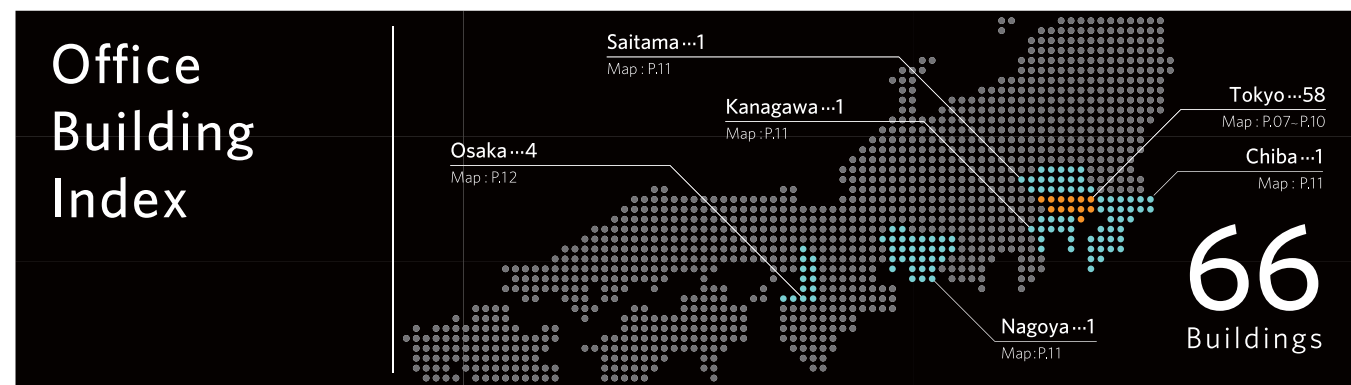 Office
Building
Index
Saitama···1
Map : P.11
Kanagawa···1
Map : P.11
Osaka···4
Map : P.12
Tokyo···58
Map : P.07~P.10
Chiba···1
Map : P.11
Nagoya···1
Map : P.11
66
Buildings